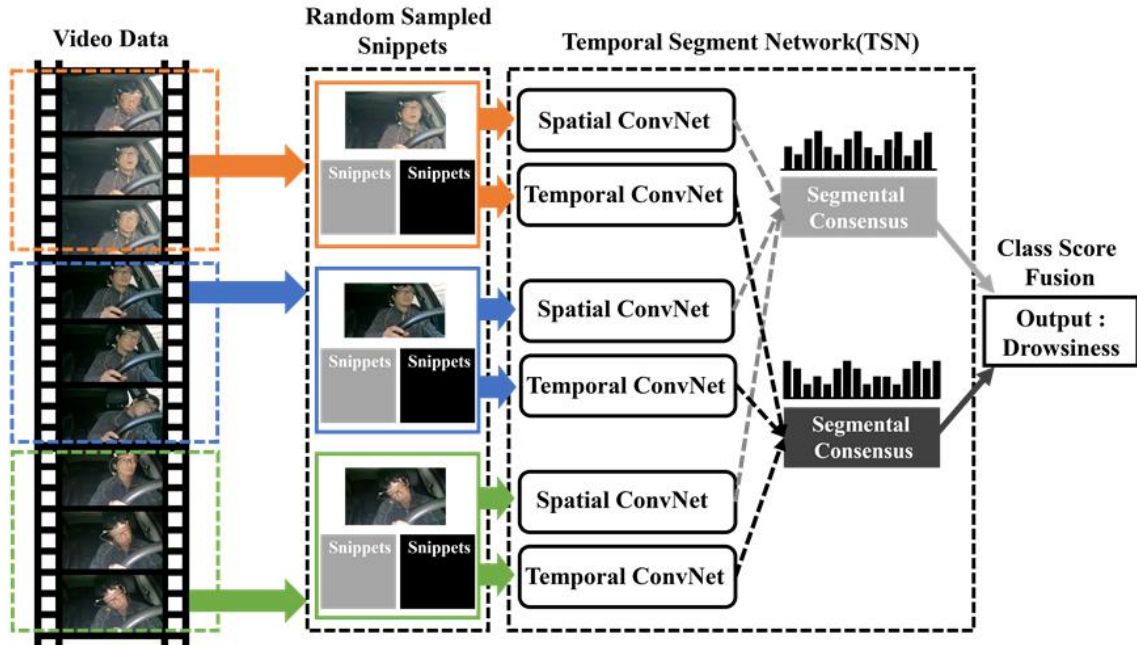 Video Data
Random Sampled
Snippets
Temporal Segment Network(TSN)
Snippets
Snippets
Spatial ConvNet
Temporal ConvNet
Segmental
Consensus
Snippets
Snippets
Spatial ConvNet
Temporal ConvNet
Class Score
Fusion
Output :
Drowsiness
Segmental
Consensus
Snippets
Snippets
Spatial ConvNet
Temporal ConvNet